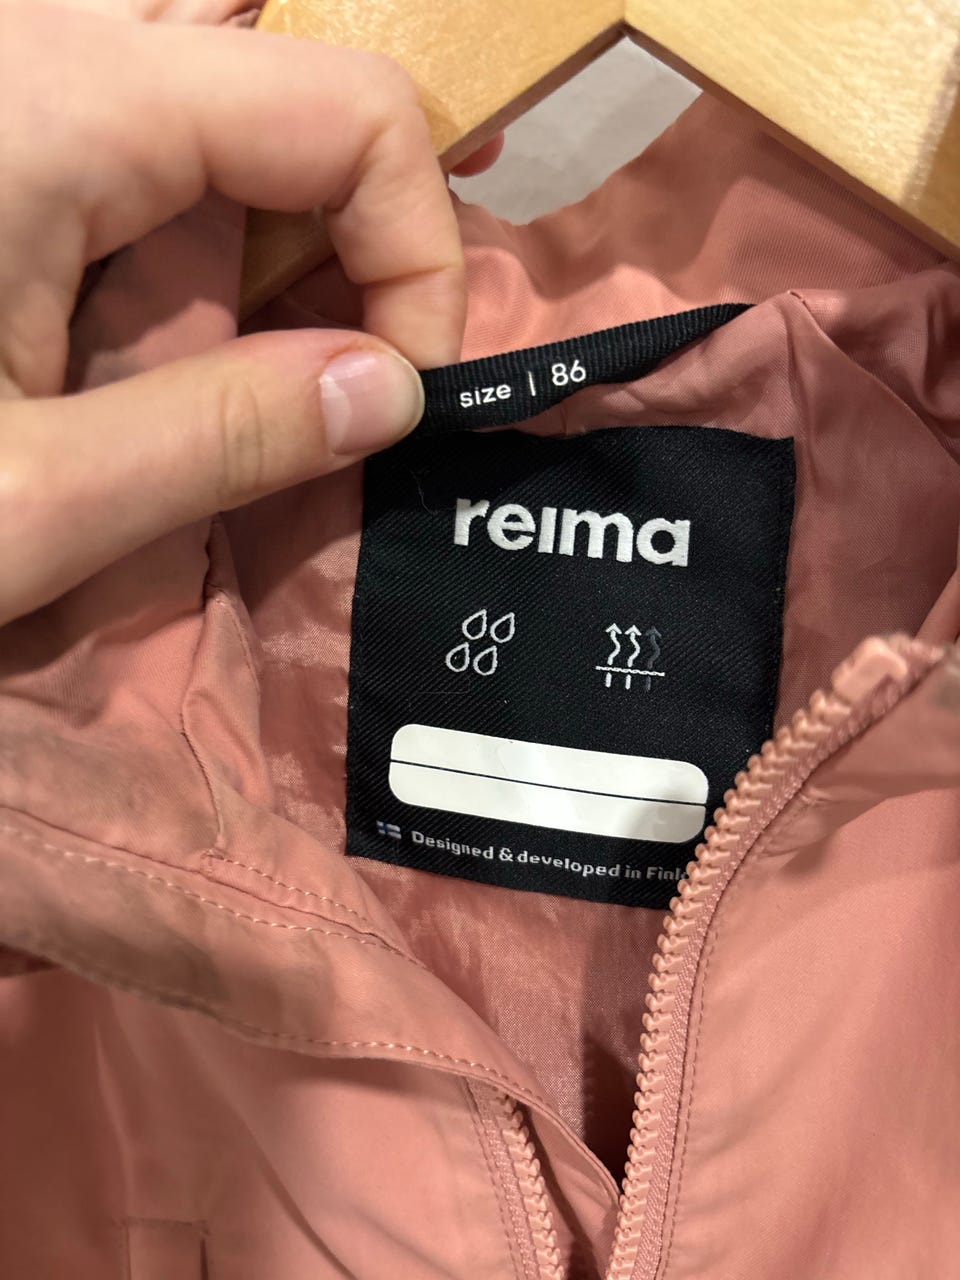 size | 86
reima
Designed & developed in